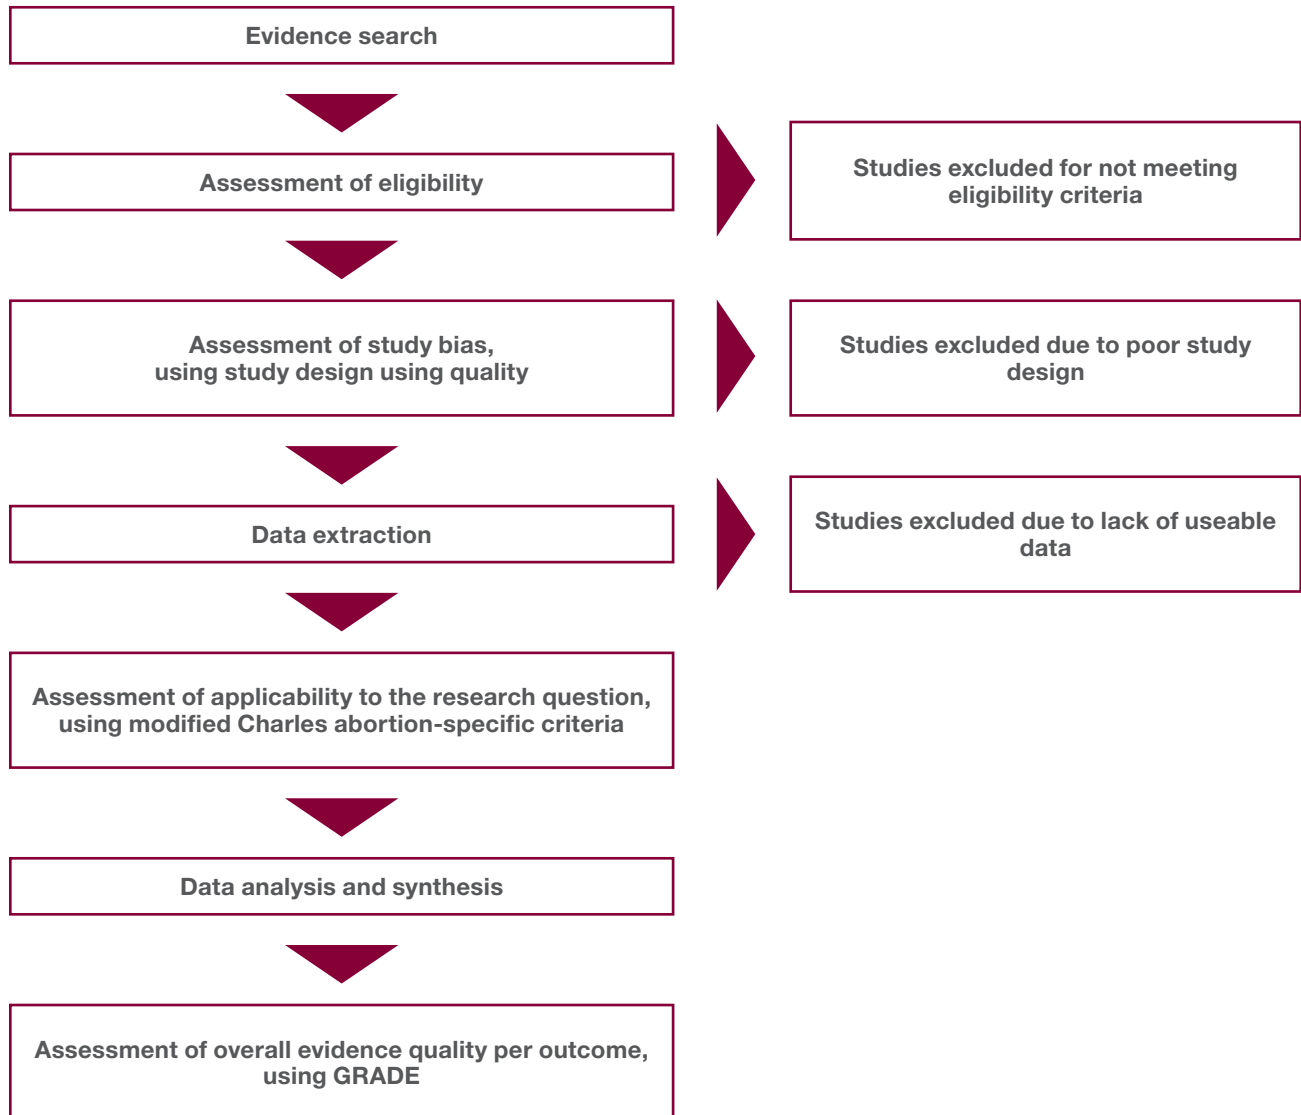 Evidence search
Assessment of eligibility
Studies excluded for not meeting
eligibility criteria
Assessment of study bias,
using study design using quality
Studies excluded due to poor study
design
Data extraction
Studies excluded due to lack of useable
data
Assessment of applicability to the research question,
using modified Charles abortion-specific criteria
Data analysis and synthesis
Assessment of overall evidence quality per outcome,
using GRADE